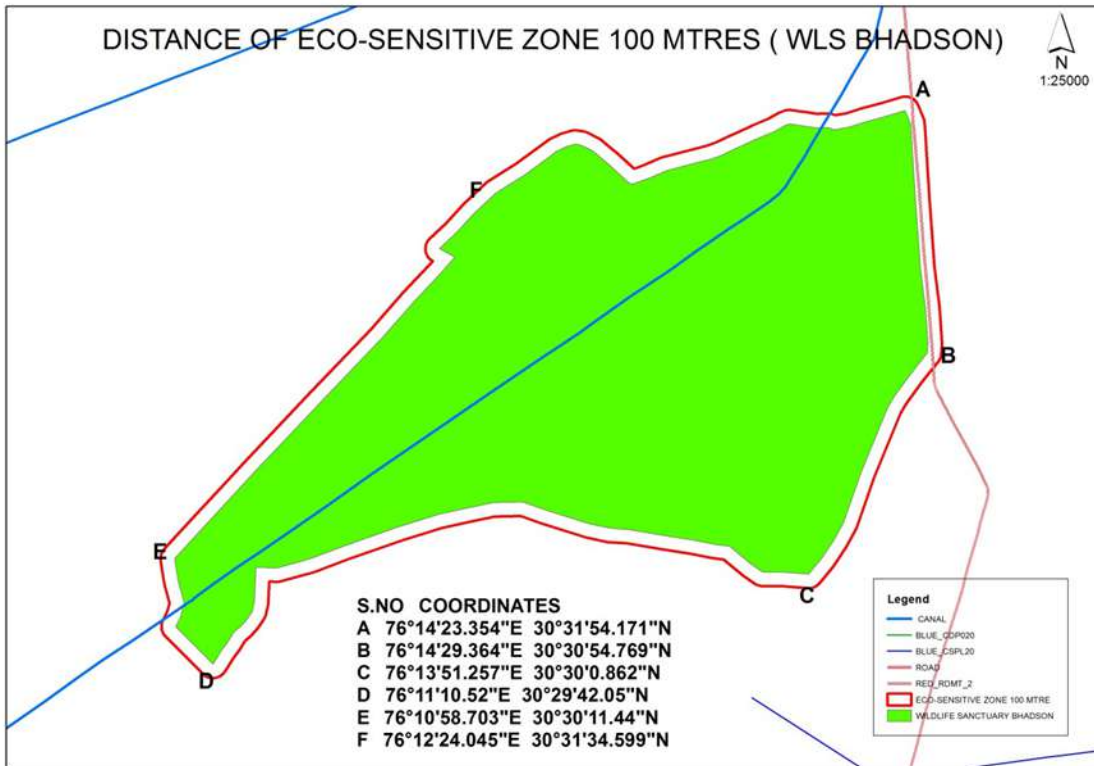 DISTANCE OF ECO-SENSITIVE ZONE 100 MTRES ( WLS BHADSON)
N
1:25000
A
F
B
E
C
D
S.NO COORDINATES
A 76°14'23.354"E 30°31'54.171"N
B 76°14'29.364"E 30°30'54.769"N
C 76°13'51.257"E 30°30'0.862"N
D 76°11'10.52"E 30°29'42.05"N
E 76°10'58.703"E 30°30'11.44"N
F 76°12'24.045"E 30°31'34.599"N
Legend
CANAL
BLUE_CDP020
BLUE_CSPL20
ROAD
RED_RDMT_2
ECO-SENSITIVE ZONE 100 MTRE
WILDLIFE SANCTUARY BHADSON